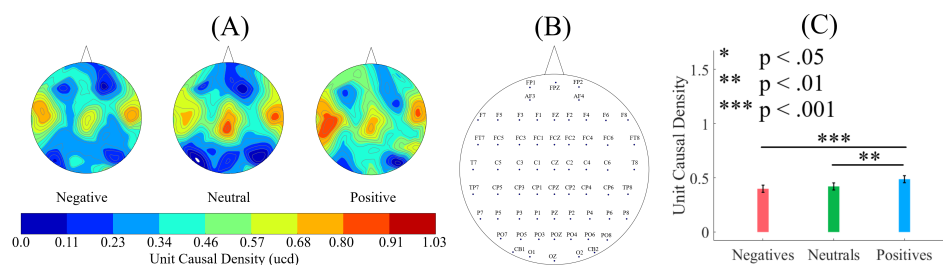 (A)
Negative Neutral Positive
0.0 0.11 0.23 0.34 0.46 0.57 0.68 0.80 0.91 1.03
Unit Causal Density (ucd)
(B)
FP1 FPZ FP2
AF3 AF4
F7 F5 F3 F1 FZ F2 F4 F6 F8
FT7 FC5 FC3 FC1 FCZ FC2 FC4 FC6 FT8
T7 C5 C3 C1 CZ C2 C4 C6 T8
TP7 CP5 CP3 CP1 CPZ CP2 CP4 CP6 TP8
P7 P5 P3 P1 PZ P2 P4 P6 P8
PO7 PO5 PO3 POZ PO4 PO6 PO8
CB1 O1 OZ O2 CB2
(C)
* p < .05
** p < .01
*** p < .001
***
**
Unit Causal Density
1.5
1
0.5
0
Negatives Neutrals Positives